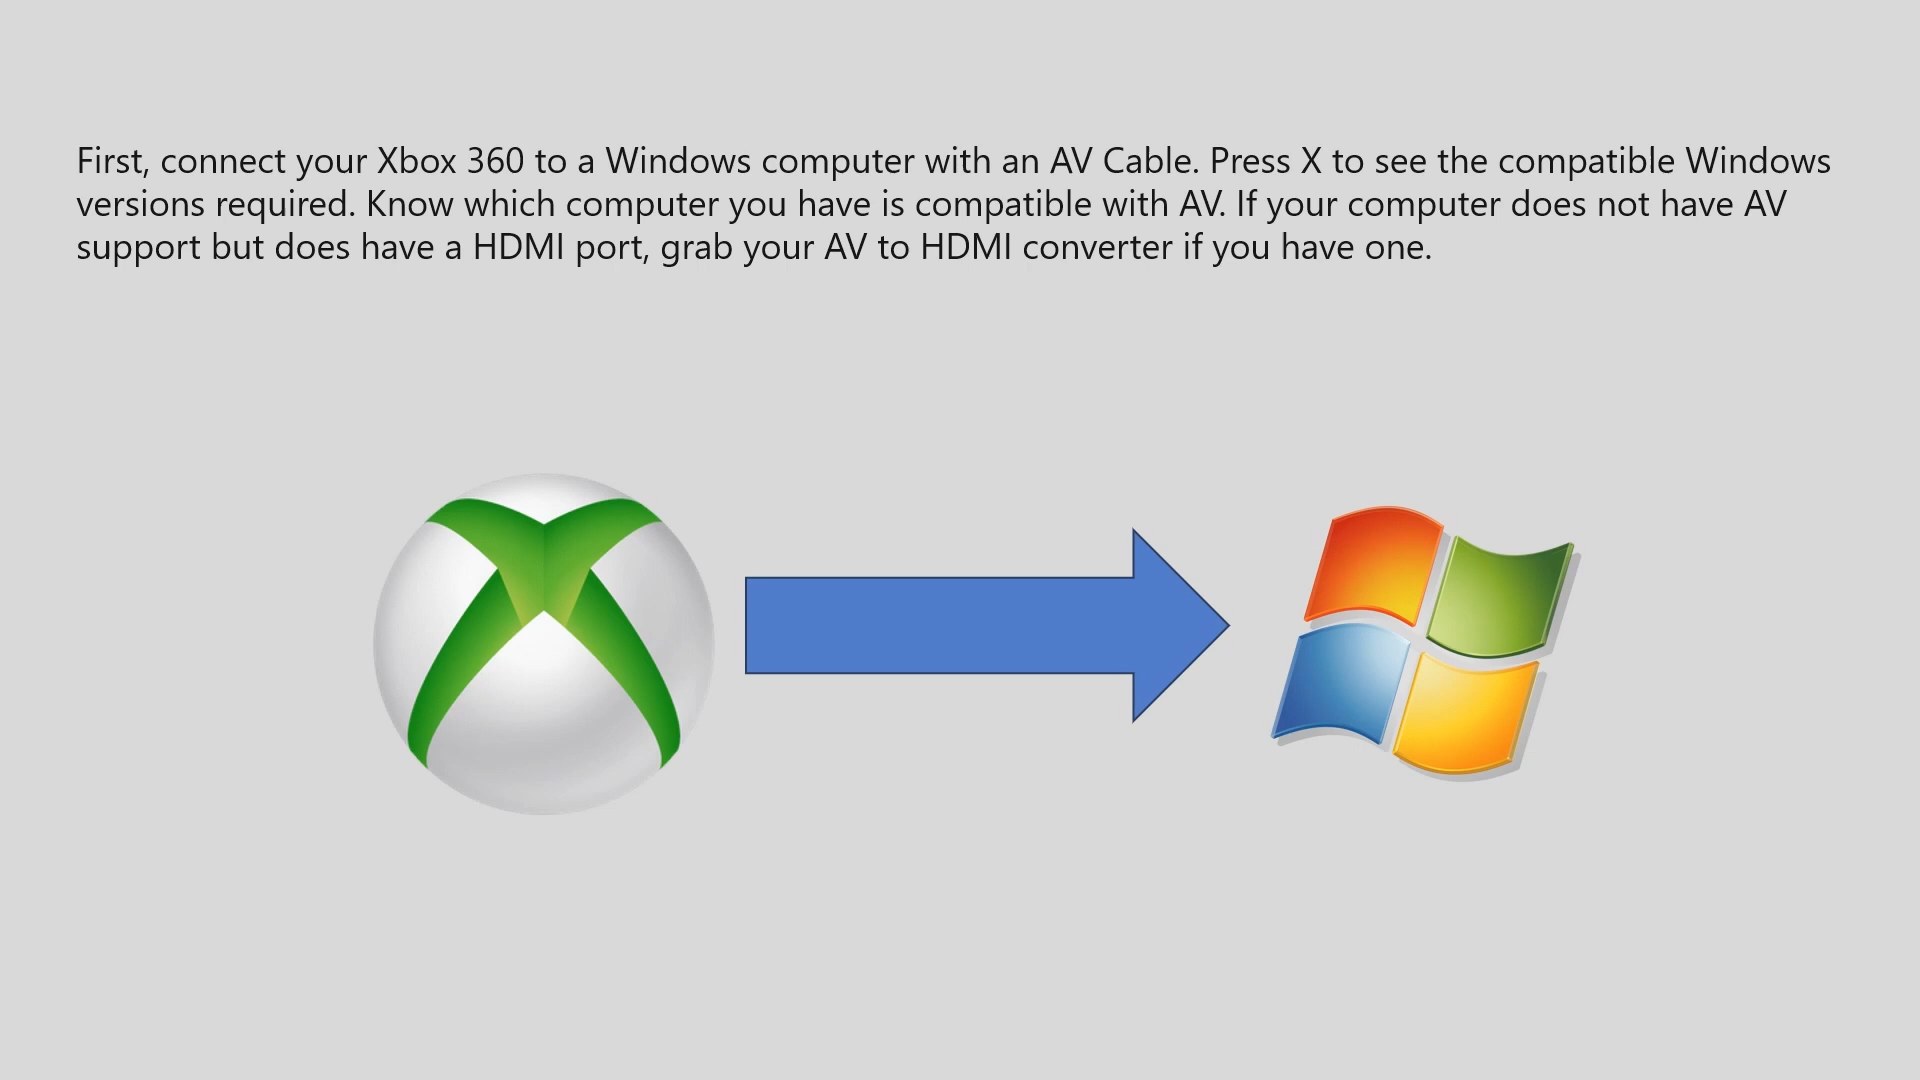 First, connect your Xbox 360 to a Windows computer with an AV Cable. Press X to see the compatible Windows
versions required. Know which computer you have is compatible with AV. If your computer does not have AV
support but does have a HDMI port, grab your AV to HDMI converter if you have one.